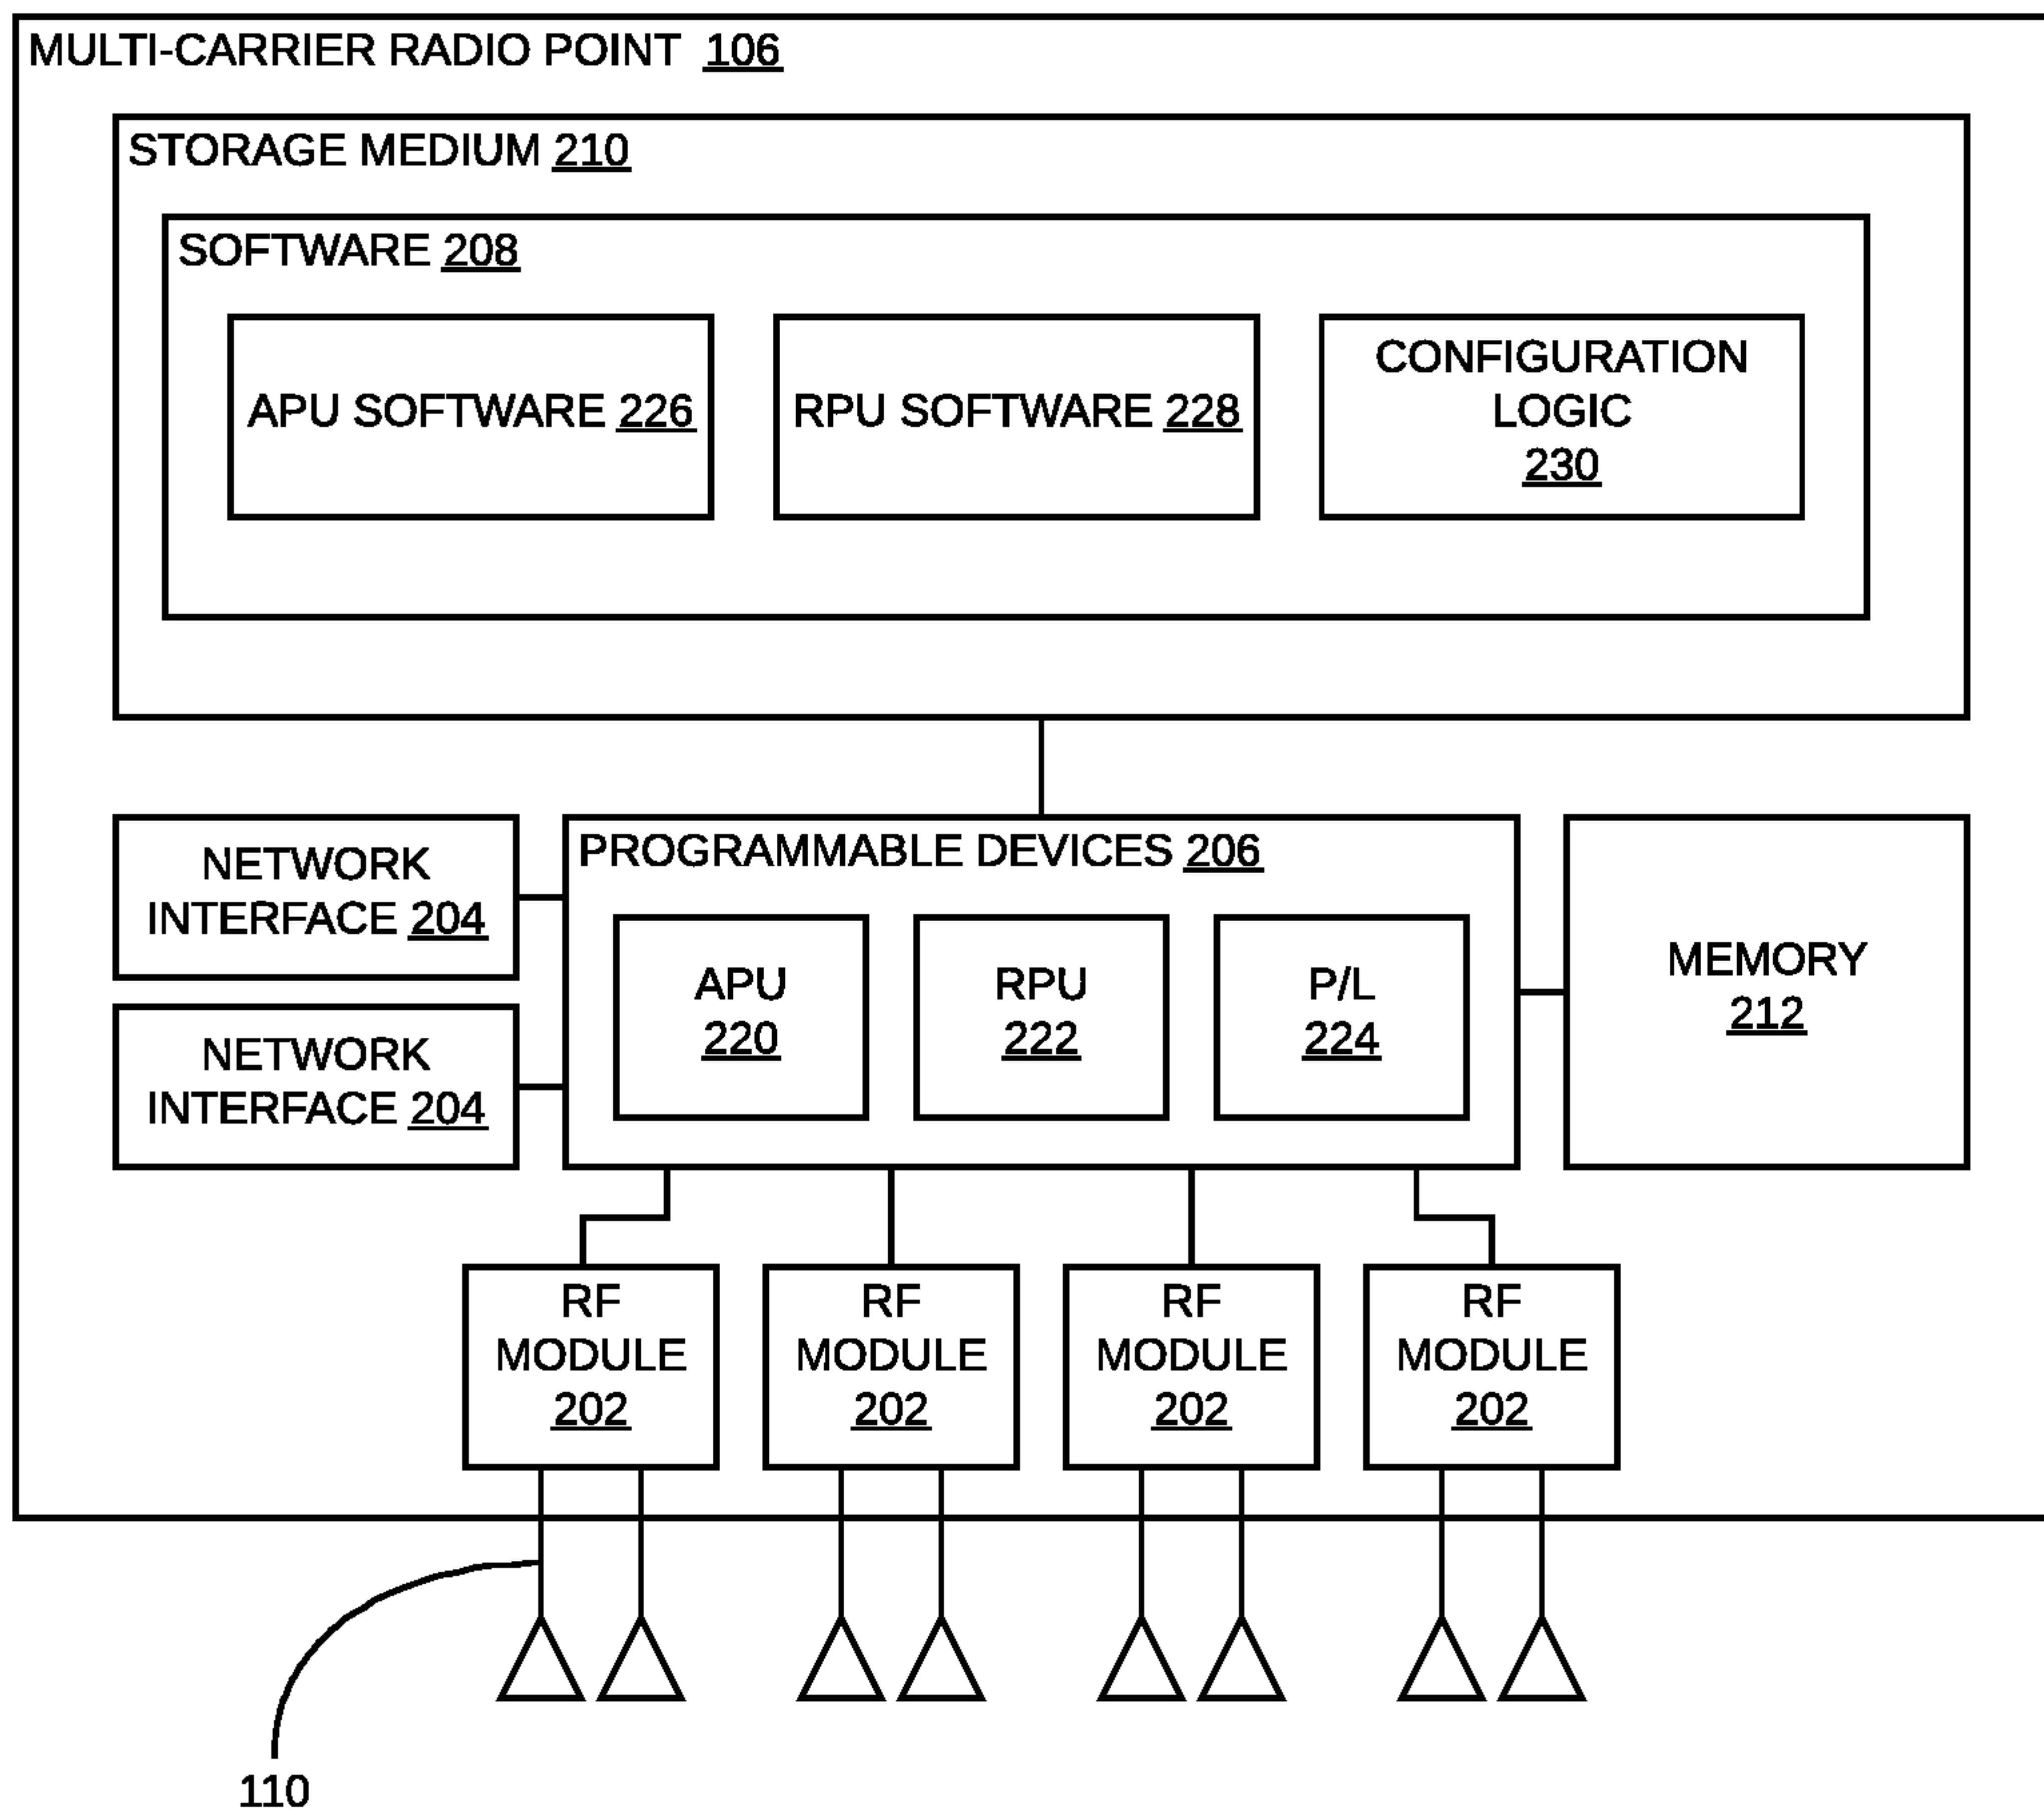 MULTI-CARRIER RADIO POINT 106
STORAGE MEDIUM 210
SOFTWARE 208
APU SOFTWARE 226
RPU SOFTWARE 228
CONFIGURATION
LOGIC
230
NETWORK
INTERFACE 204
NETWORK
INTERFACE 204
PROGRAMMABLE DEVICES 206
APU
220
RPU
222
P/L
224
MEMORY
212
RF
MODULE
202
RF
MODULE
202
RF
MODULE
202
RF
MODULE
202
110